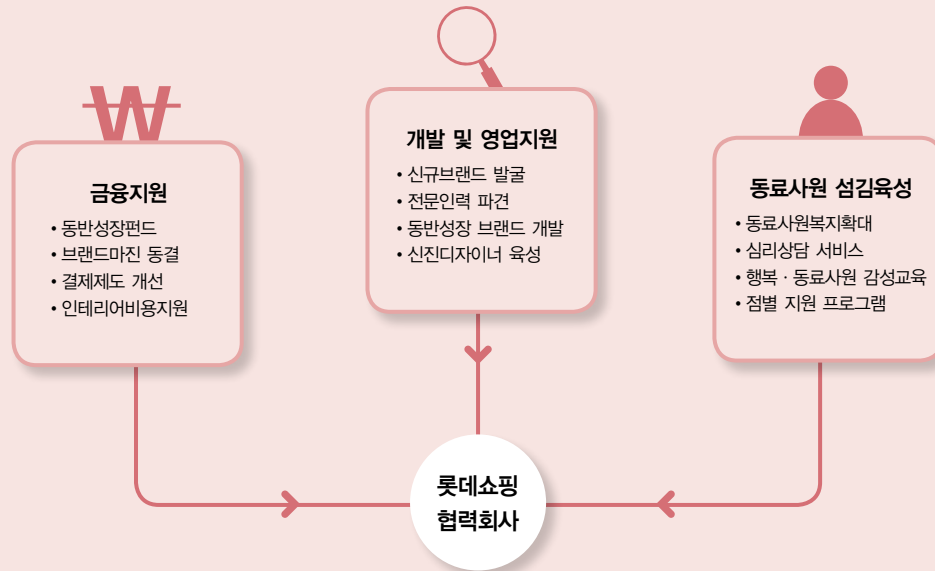 금융지원
• 동반성장펀드
• 브랜드마진 동결
• 결제제도 개선
• 인테리어비용지원
개발 및 영업지원
• 신규브랜드 발굴
• 전문인력 파견
• 동반성장 브랜드 개발
• 신진디자이너 육성
동료사원 섬김육성
• 동료사원복지확대
• 심리상담 서비스
• 행복 · 동료사원 감성교육
• 점별 지원 프로그램
롯데쇼핑
협력회사